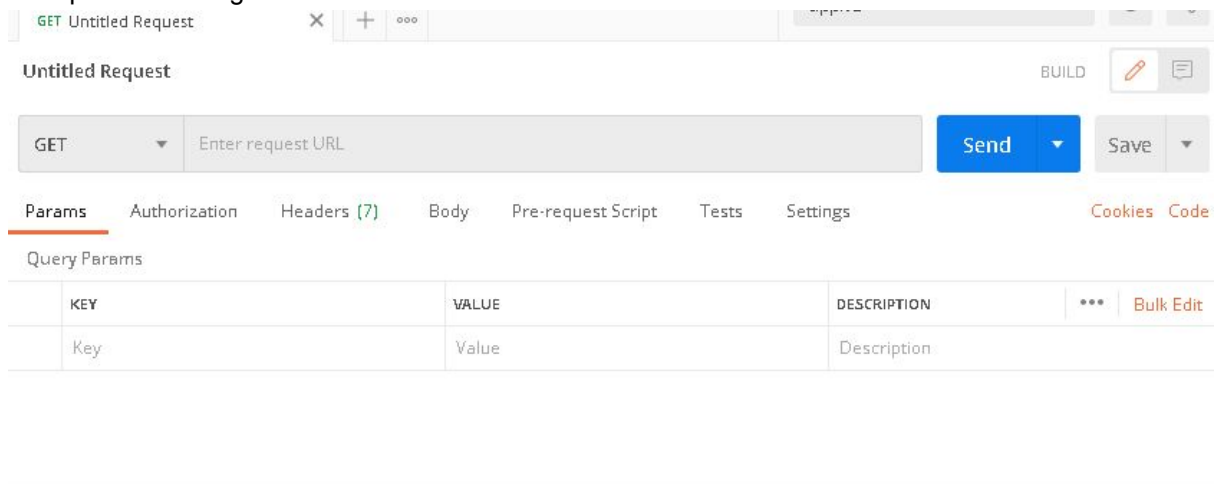 GET Untitled Request
Untitled Request BUILD
GET Enter request URL Send Save
Params Authorization Headers (7) Body Pre-request Script Tests Settings Cookies Code
Query Params
KEY VALUE DESCRIPTION ••• Bulk Edit
Key Value Description